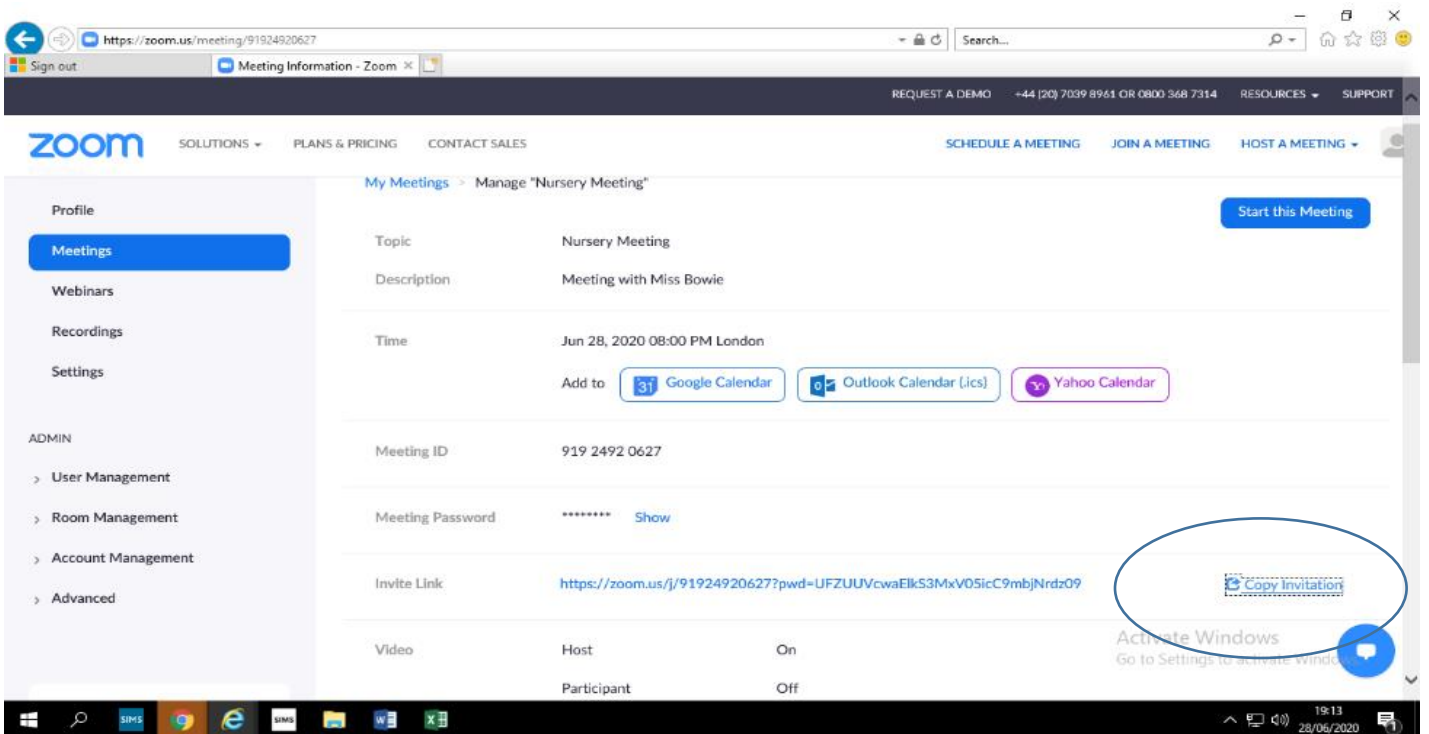 https://zoom.us/meeting/91924920627
Search...
Sign out
Meeting Information - Zoom
REQUEST A DEMO +44 (20) 7039 8961 OR 0800 368 7314 RESOURCES SUPPORT
zoom SOLUTIONS PLANS & PRICING CONTACT SALES SCHEDULE A MEETING JOIN A MEETING HOST A MEETING
My Meetings > Manage "Nursery Meeting"
Start this Meeting
Profile
Meetings
Webinars
Recordings
Settings
ADMIN
> User Management
> Room Management
> Account Management
> Advanced
Topic Nursery Meeting
Description Meeting with Miss Bowie
Time Jun 28, 2020 08:00 PM London
Add to 31 Google Calendar Outlook Calendar (.ics) Yahoo Calendar
Meeting ID 919 2492 0627
Meeting Password ******** Show
Invite Link https://zoom.us/j/91924920627?pwd=UFZUUVcwaElkS3MxV05icC9mbjNrdz09 Copy Invitation
Video Host On
Participant Off
Activate Windows
Go to Settings to activate Windows.
SIMS
SIMS
19:13
28/06/2020